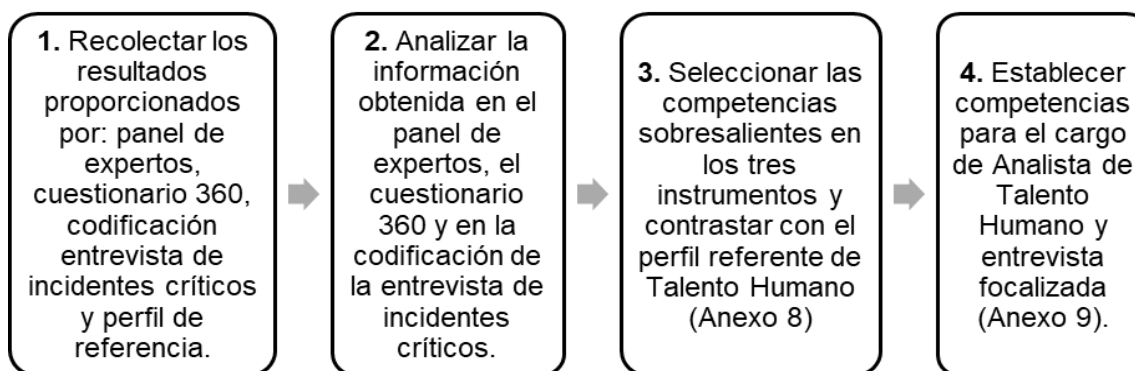 1. Recolectar los
resultados
proporcionados
por: panel de
expertos,
cuestionario 360,
codificación
entrevista de
incidentes críticos
y perfil de
referencia.
2. Analizar la
información
obtenida en el
panel de
expertos, el
cuestionario
360 y en la
codificación de
la entrevista de
incidentes
críticos.
3. Seleccionar las
competencias
sobresalientes en
los tres
instrumentos y
contrastar con el
perfil referente de
Talento Humano
(Anexo 8)
4. Establecer
competencias
para el cargo
de Analista de
Talento
Humano y
entrevista
focalizada
(Anexo 9).